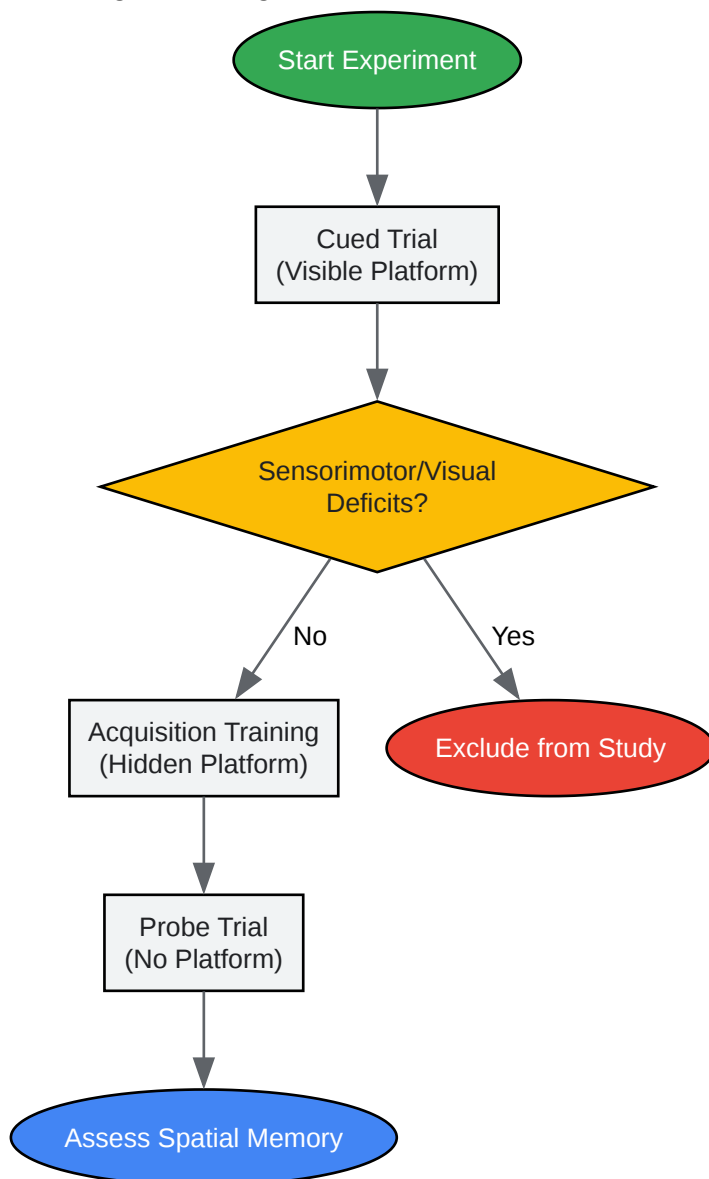 Start Experiment
Cued Trial
(Visible Platform)
Sensorimotor/Visual
Deficits?
No
Yes
Acquisition Training
(Hidden Platform)
Exclude from Study
Probe Trial
(No Platform)
Assess Spatial Memory